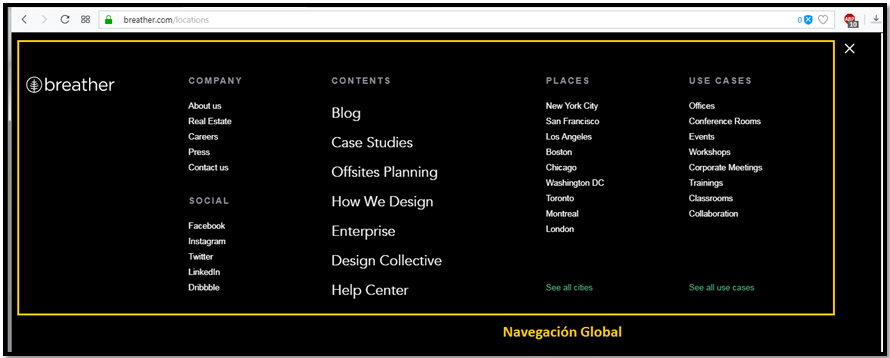 breather.com/locations
0
10
breather
COMPANY
About us
Real Estate
Careers
Press
Contact us
SOCIAL
Facebook
Instagram
Twitter
LinkedIn
Dribbble
CONTENTS
Blog
Case Studies
Offsites Planning
How We Design
Enterprise
Design Collective
Help Center
PLACES
New York City
San Francisco
Los Angeles
Boston
Chicago
Washington DC
Toronto
Montreal
London
See all cities
USE CASES
Offices
Conference Rooms
Events
Workshops
Corporate Meetings
Trainings
Classrooms
Collaboration
See all use cases
Navegación Global